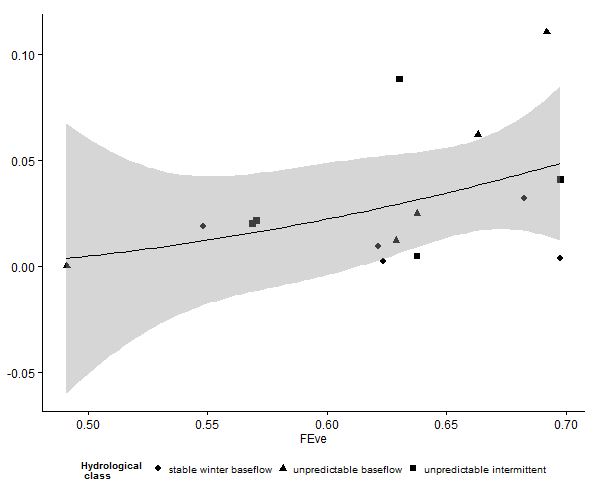 0.10
0.05
0.00
-0.05
0.50 0.55 0.60 0.65 0.70
FEve
Hydrological
class
stable winter baseflow unpredictable baseflow unpredictable intermittent